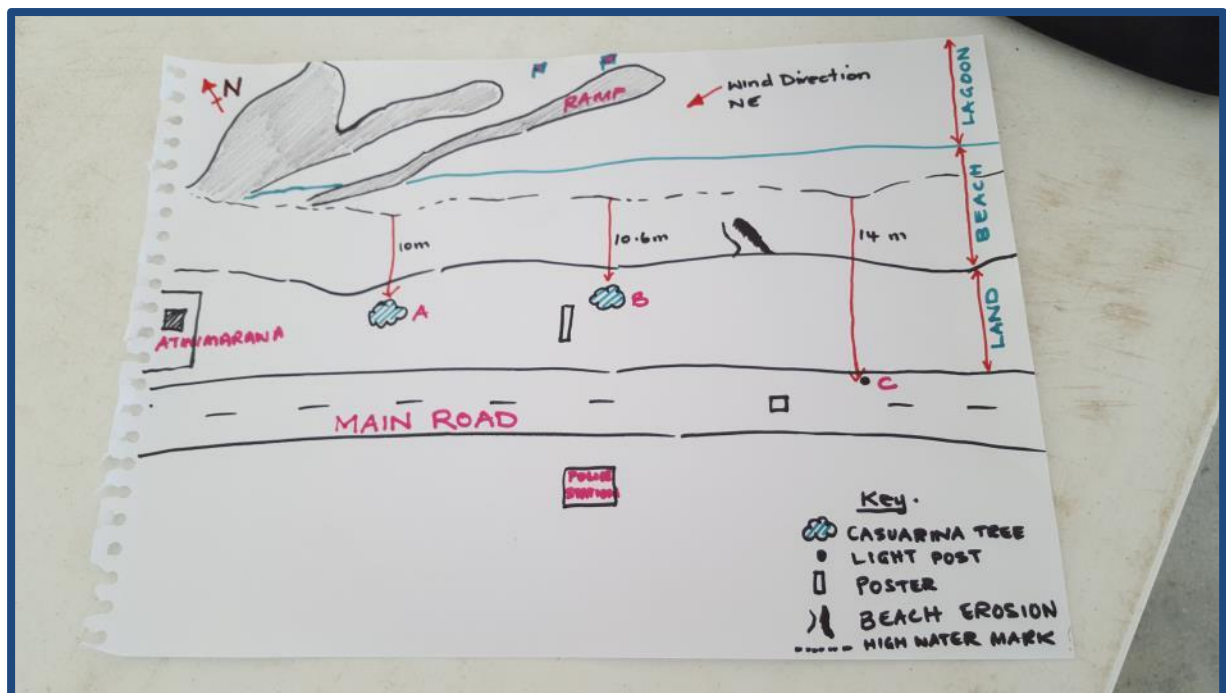 N
RAMP
Wind Direction
NE
LAGOON
BEACH
LAND
10m
10.6m
14 m
A
B
C
ATHIMARANA
MAIN ROAD
POLICE
STATION
Key.
CASUARINA TREE
LIGHT POST
POSTER
BEACH EROSION
HIGH WATER MARK